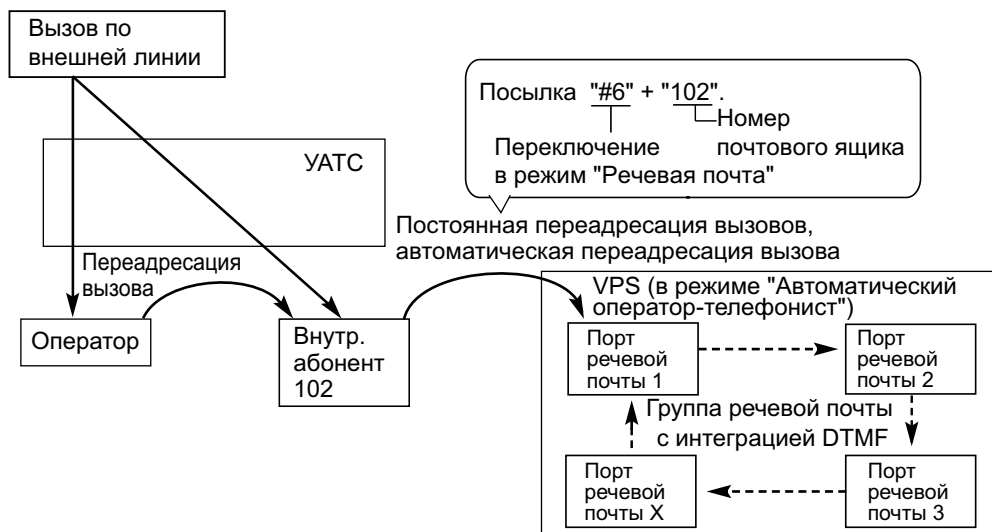 Вызов по
внешней линии
Посылка "#6" + "102".
Номер
Переключение почтового ящика
в режим "Речевая почта"
УАТС
Постоянная переадресация вызовов,
автоматическая переадресация вызова
Переадресация
вызова
VPS (в режиме "Автоматический
оператор-телефонист")
Оператор
Внутр.
абонент
102
Порт
речевой
почты 1
Порт
речевой
почты 2
Группа речевой почты
с интеграцией DTMF
Порт
речевой
почты X
Порт
речевой
почты 3